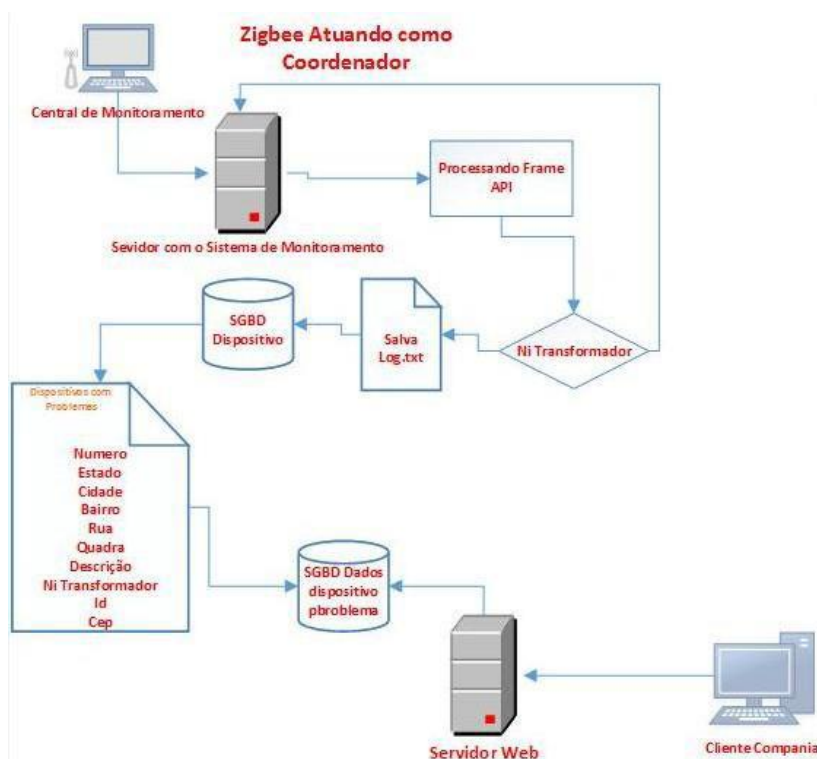 Zigbee Atuando como
Coordenador
Central de Monitoramento
Processando Frame
API
Sevidor com o Sistema de Monitoramento
SGBD
Dispositivo
Salva
Log.txt
Ni Transformador
Dispositivos com
Problemas
Numero
Estado
Cidade
Bairro
Rua
Quadra
Descrição
Ni Transformador
Id
Cep
SGBD Dados
dispositivo
pbroblema
Servidor Web
Cliente Compania